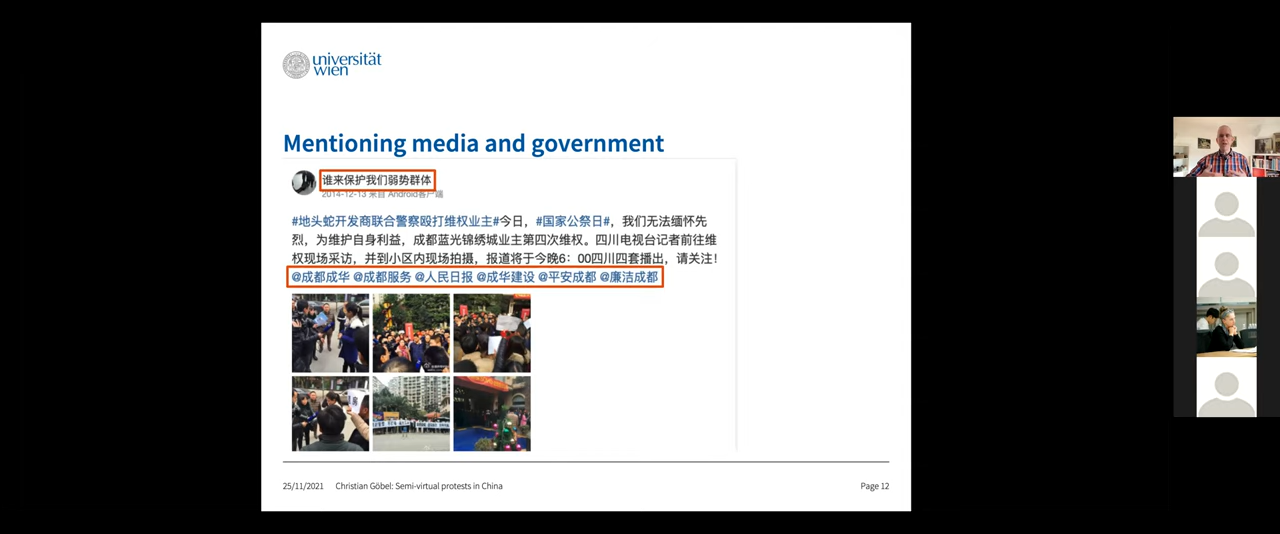 universität
wien
Mentioning media and government
谁来保护我们弱势群体
2014-12-13 来自 Android客户端
#地头蛇开发商联合警察殴打维权业主#今日，#国家公祭日#，我们无法缅怀先
烈，为维护自身利益，成都蓝光锦绣城业主第四次维权。四川电视台记者前往维
权现场采访，并到小区内现场拍摄，报道将于今晚6：00四川四套播出，请关注！
@成都成华 @成都服务 @人民日报 @成华建设 @平安成都 @廉洁成都
25/11/2021 Christian Göbel: Semi-virtual protests in China Page 12